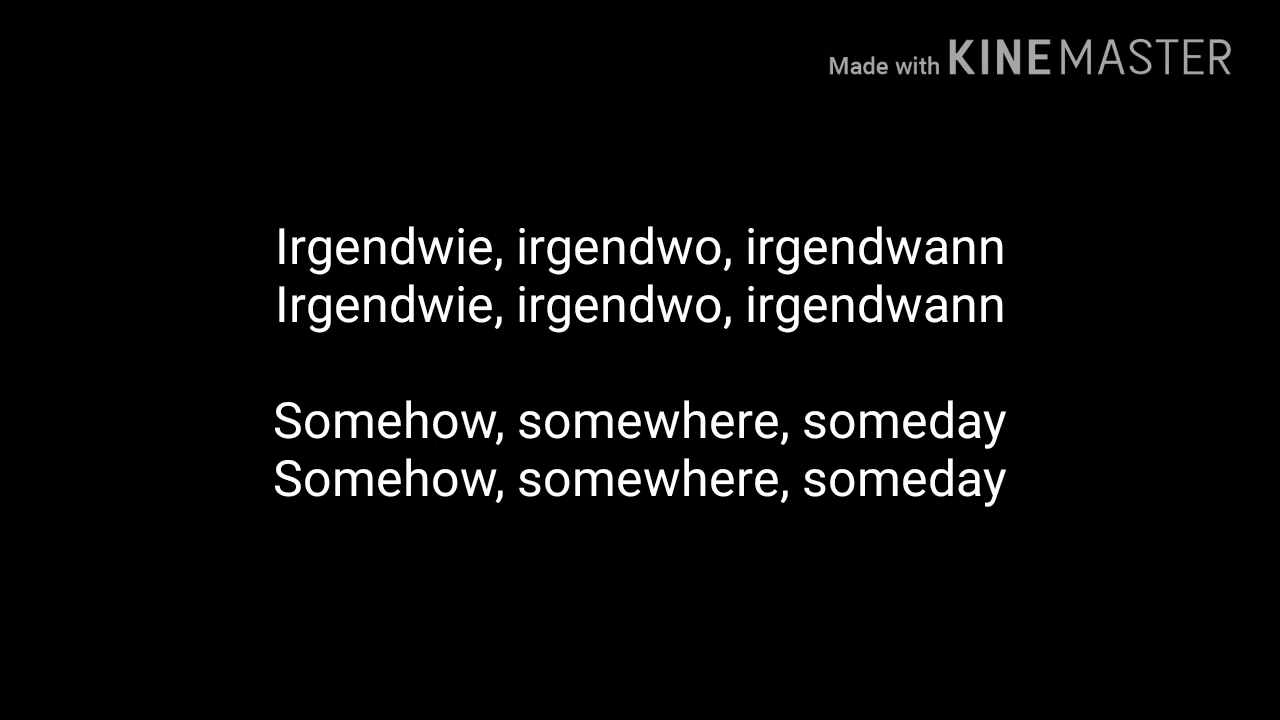 Made with KINEMASTER
Irgendwie, irgendwo, irgendwann
Irgendwie, irgendwo, irgendwann
Somehow, somewhere, someday
Somehow, somewhere, someday